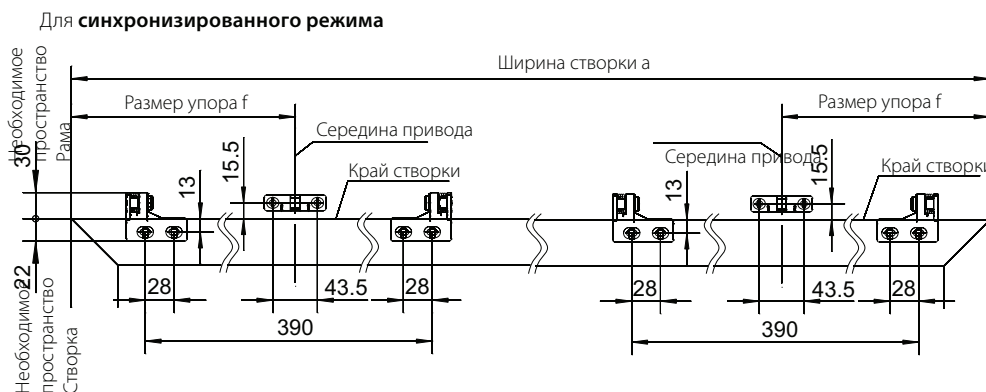 Для синхронизированного режима
Необходимое
пространство
Рама
Ширина створки a
Размер упора f
Размер упора f
Середина привода
Середина привода
Край створки
Край створки
30
15.5
13
13
15.5
22
28
43.5
28
28
43.5
28
390
390
Необходимое
пространство
Створка